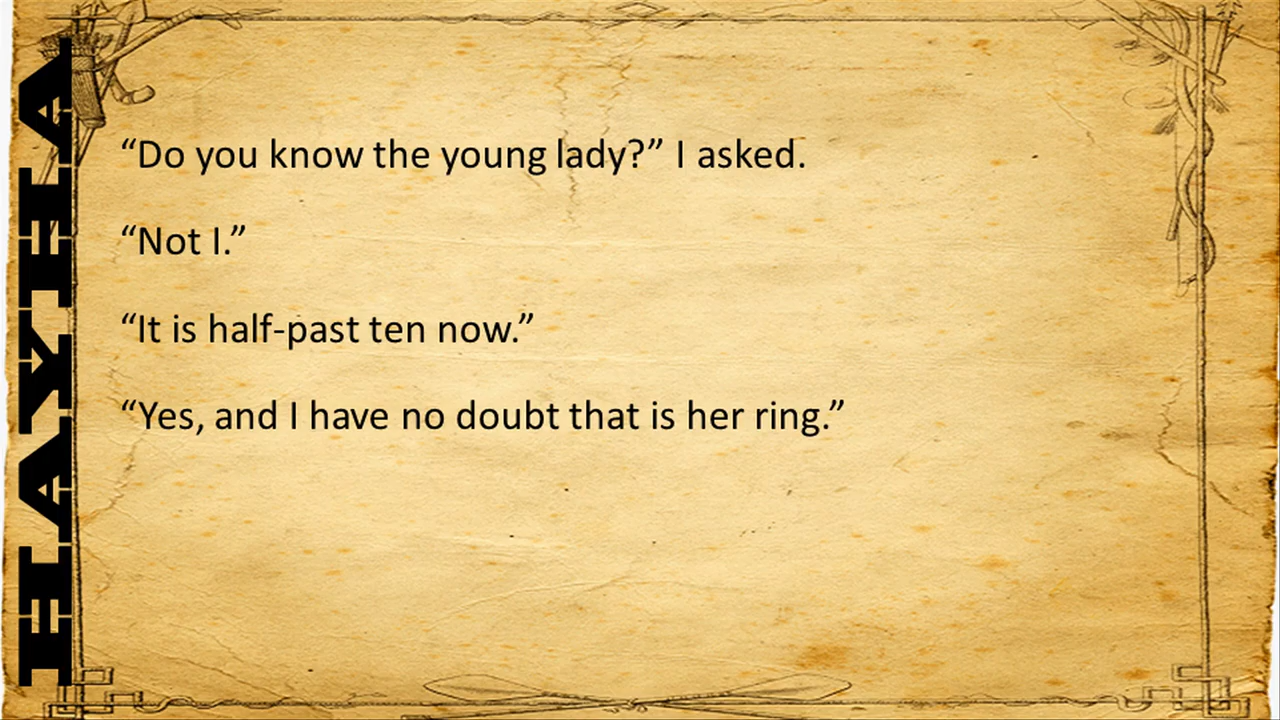 HAYHA
“Do you know the young lady?” I asked.
“Not I.”
“It is half-past ten now.”
“Yes, and I have no doubt that is her ring.”